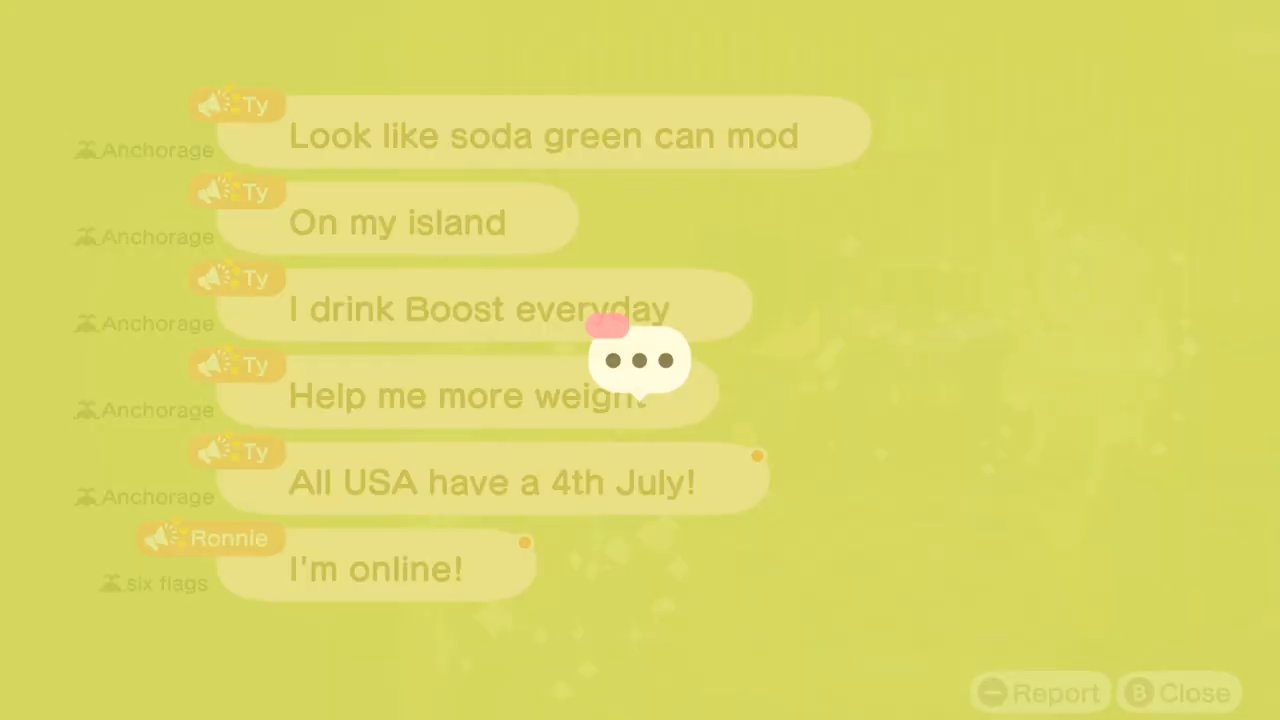 Ty
Anchorage
Look like soda green can mod
Ty
Anchorage
On my island
Ty
Anchorage
I drink Boost everyday
Ty
Anchorage
Help me more weight
Ty
Anchorage
All USA have a 4th July!
Ronnie
six flags
I'm online!
Report
B Close